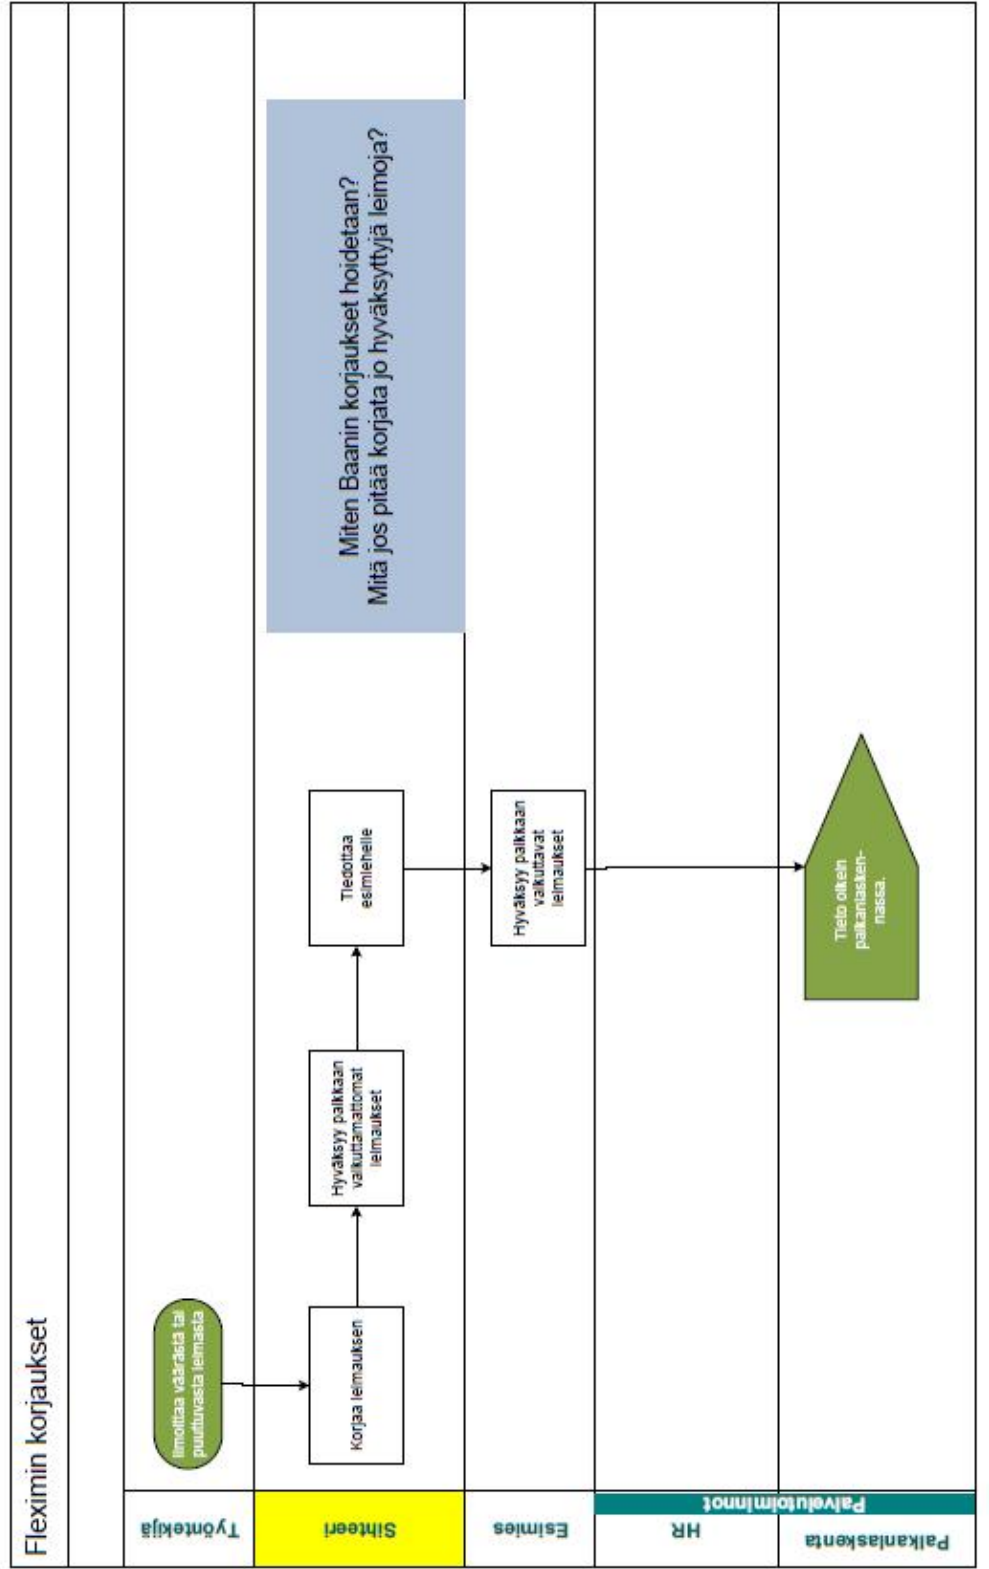 Fleximin korjaukset
Työntekijä
Ilmoittaa väärästä tai
puuttuvasta leimasta
Sihteeri
Korjaa leimauksen
Hyväksyy palkkaan
vaikuttamattomat
leimaukset
Tiedottaa
esimiehelle
Miten Baanin korjaukset hoidetaan?
Mitä jos pitää korjata jo hyväksyttyjä leimoja?
Esimies
Hyväksyy palkkaan
vaikuttavat
leimaukset
Palvelutoiminnot
HR
Palkanlaskenta
Tieto oikein
palkanlasken-
nassa.